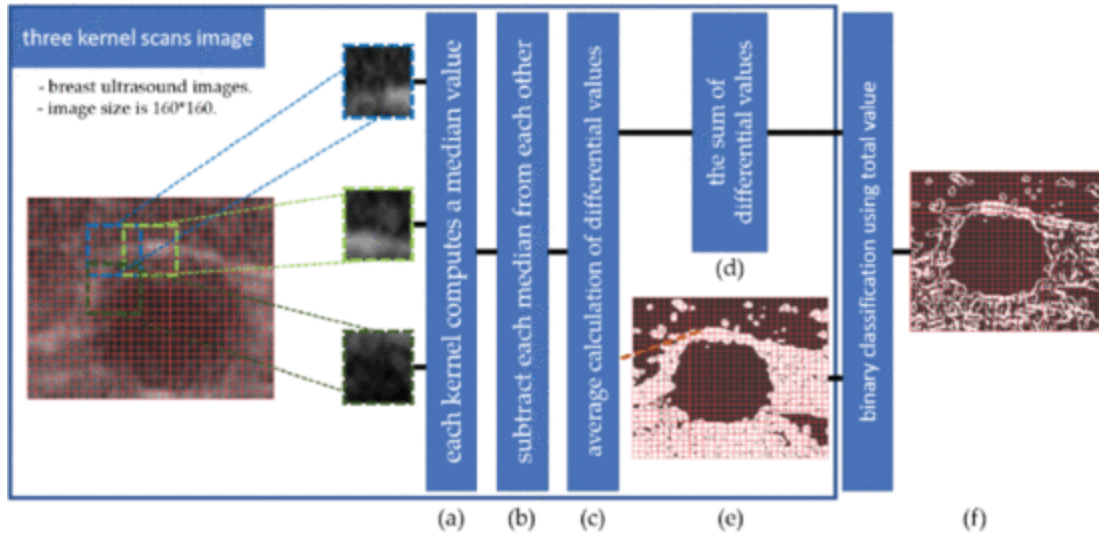 three kernel scans image
- breast ultrasound images.
- image size is 160*160.
each kernel computes a median value
subtract each median from each other
average calculation of differential values
the sum of
differential values
binary classification using total value
(a)
(b)
(c)
(d)
(e)
(f)